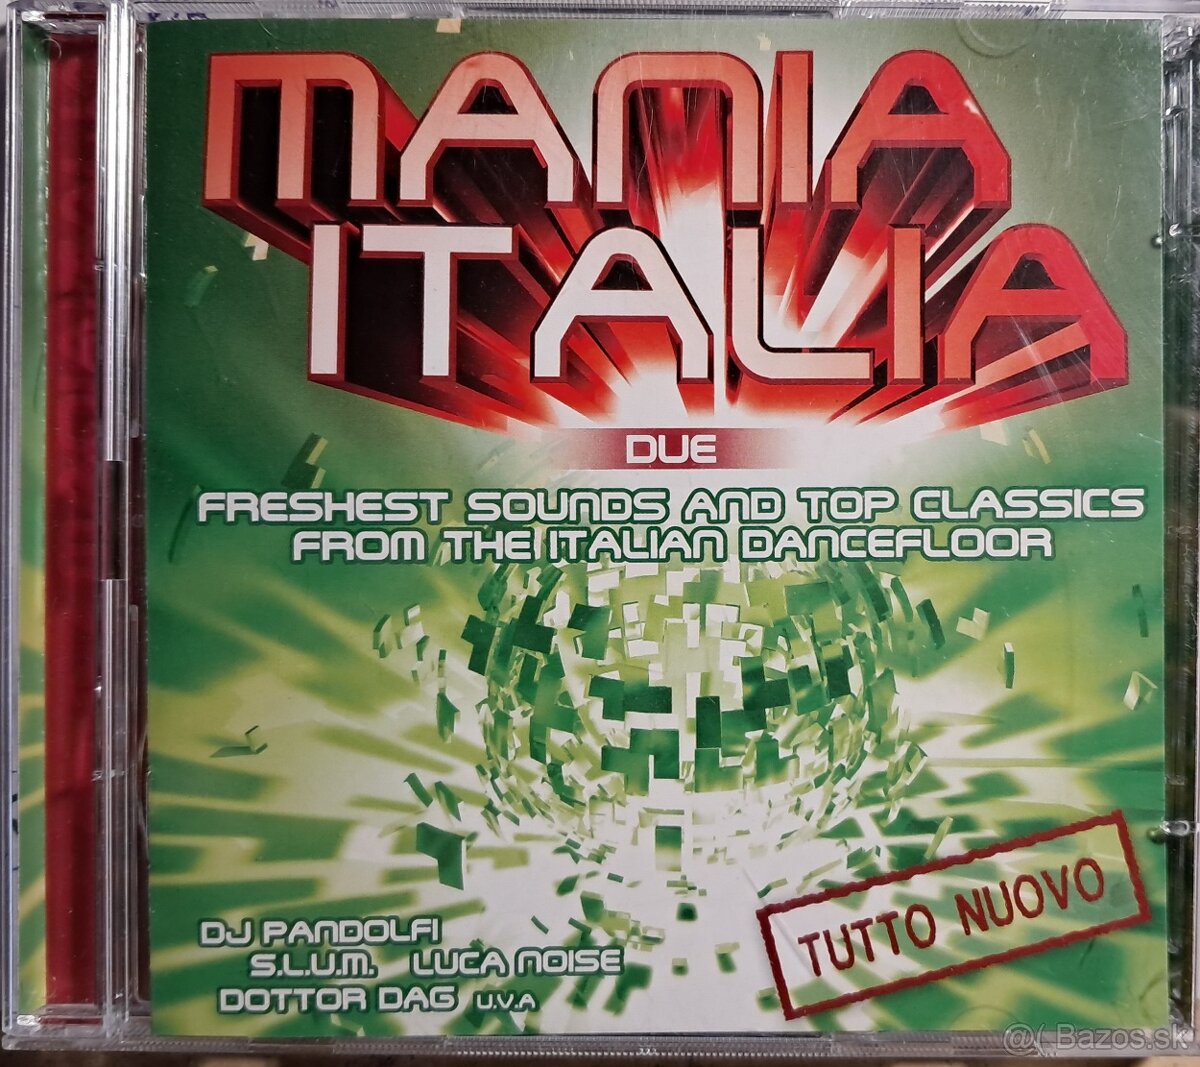 MANIA
ITALIA
DUE
FRESHEST SOUNDS AND TOP CLASSICS
FROM THE ITALIAN DANCEFLOOR
TUTTO NUOVO
DJ PANDOLFI
S.L.U.M. LUCA NOISE
DOTTOR DAG U.V.A
@( Bazos.sk